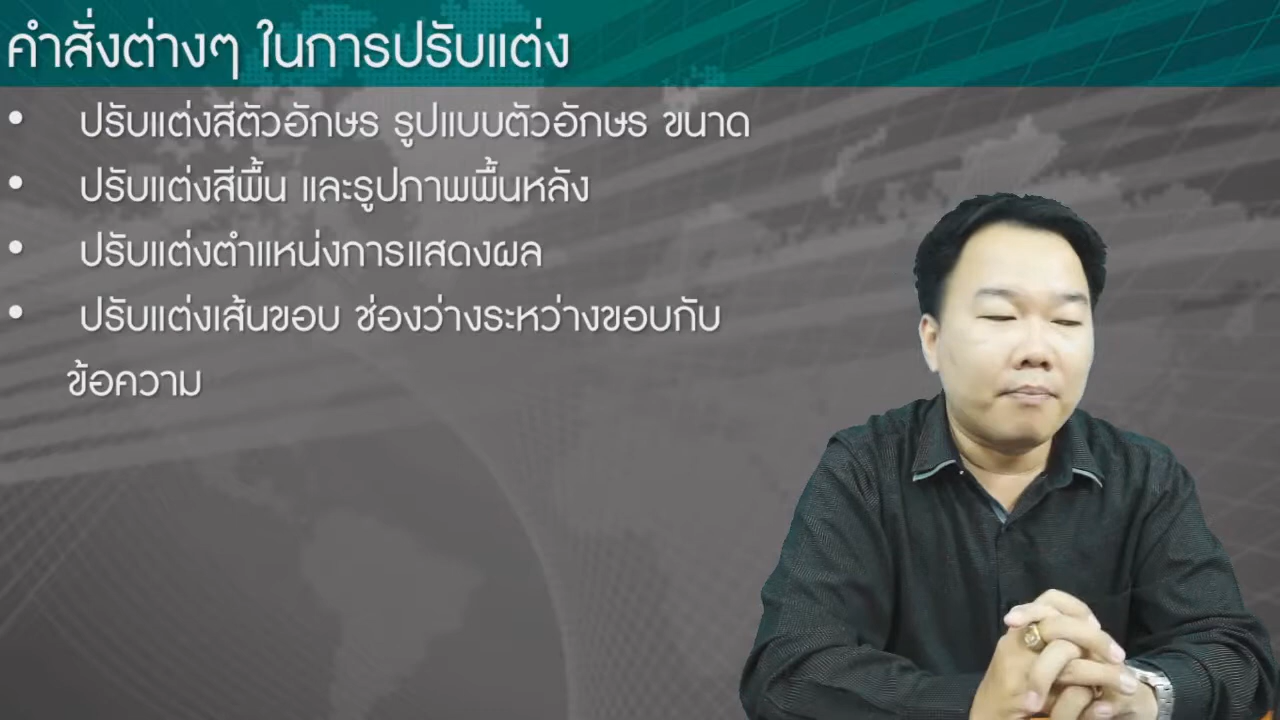 คำสั่งต่างๆ ในการปรับแต่ง
• ปรับแต่งสีตัวอักษร รูปแบบตัวอักษร ขนาด
• ปรับแต่งสีพื้น และรูปภาพพื้นหลัง
• ปรับแต่งตำแหน่งการแสดงผล
• ปรับแต่งเส้นขอบ ช่องว่างระหว่างขอบกับ
ข้อความ